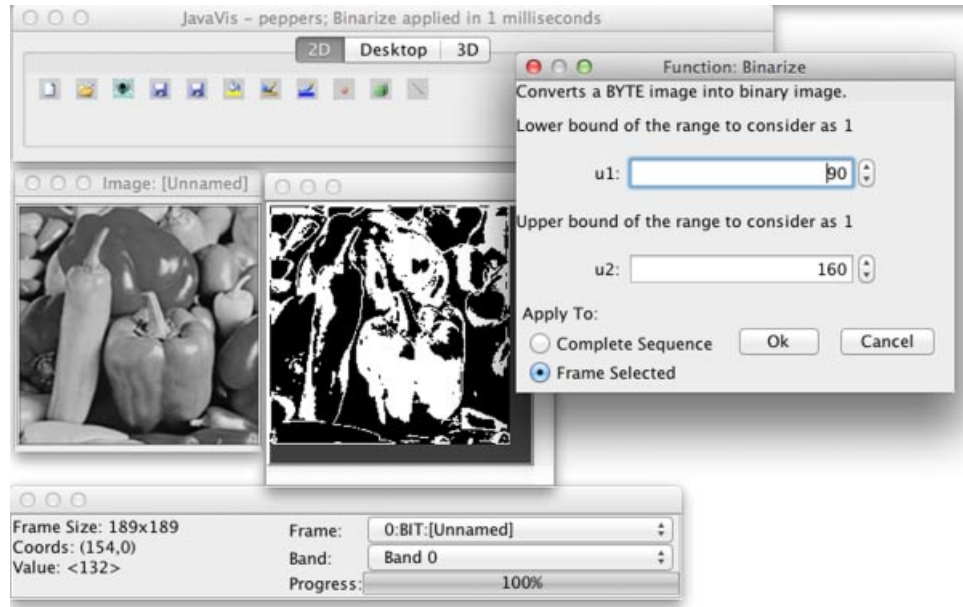 JavaVis - peppers; Binarize applied in 1 milliseconds
2D Desktop 3D
Function: Binarize
Converts a BYTE image into binary image.
Lower bound of the range to consider as 1
u1: 90
Upper bound of the range to consider as 1
u2: 160
Apply To:
Complete Sequence
Ok Cancel
Frame Selected
Image: [Unnamed]
Frame Size: 189x189
Coords: (154,0)
Value: <132>
Frame: 0:BIT:[Unnamed]
Band: Band 0
Progress: 100%